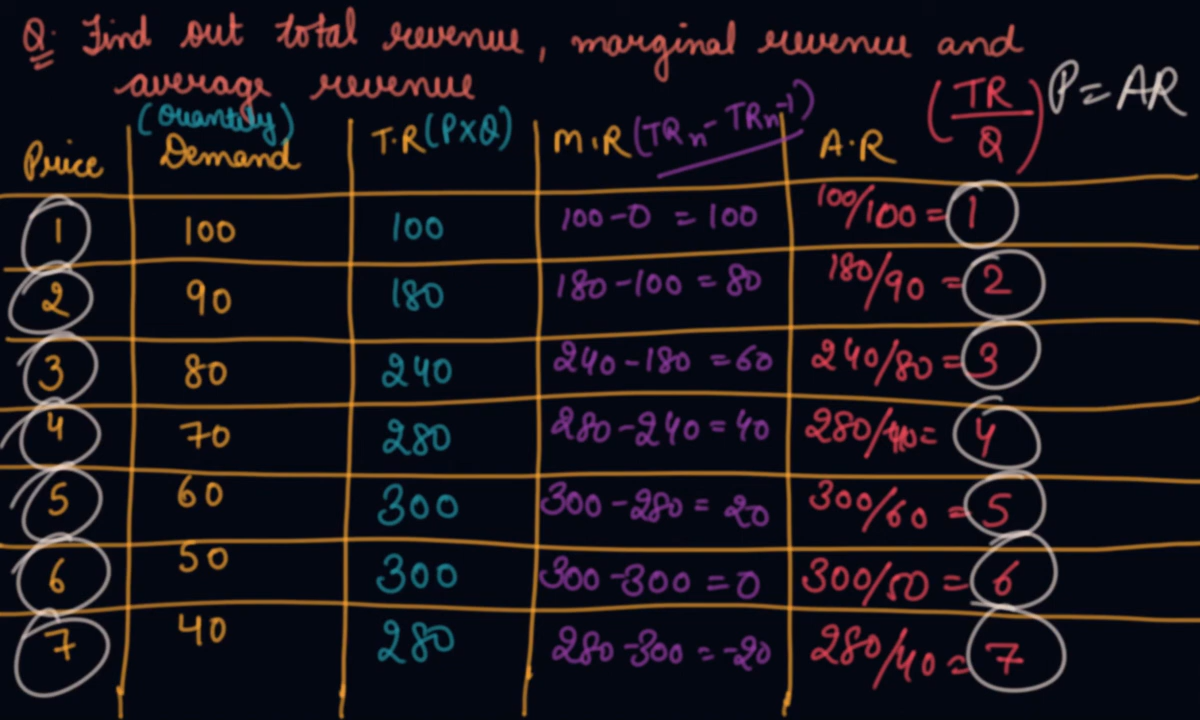 Q. Find out total revenue, marginal revenue and
average revenue
P = AR
Price (Quantity) Demand T.R (P×Q) M.R (TRn - TRn-1) A.R (TR/Q)
1 100 100 100-0 = 100 100/100 = 1
2 90 180 180-100 = 80 180/90 = 2
3 80 240 240-180 = 60 240/80 = 3
4 70 280 280-240 = 40 280/ = 4
5 60 300 300-280 = 20 300/60 = 5
6 50 300 300-300 = 0 300/50 = 6
7 40 280 280-300 = -20 280/40 = 7